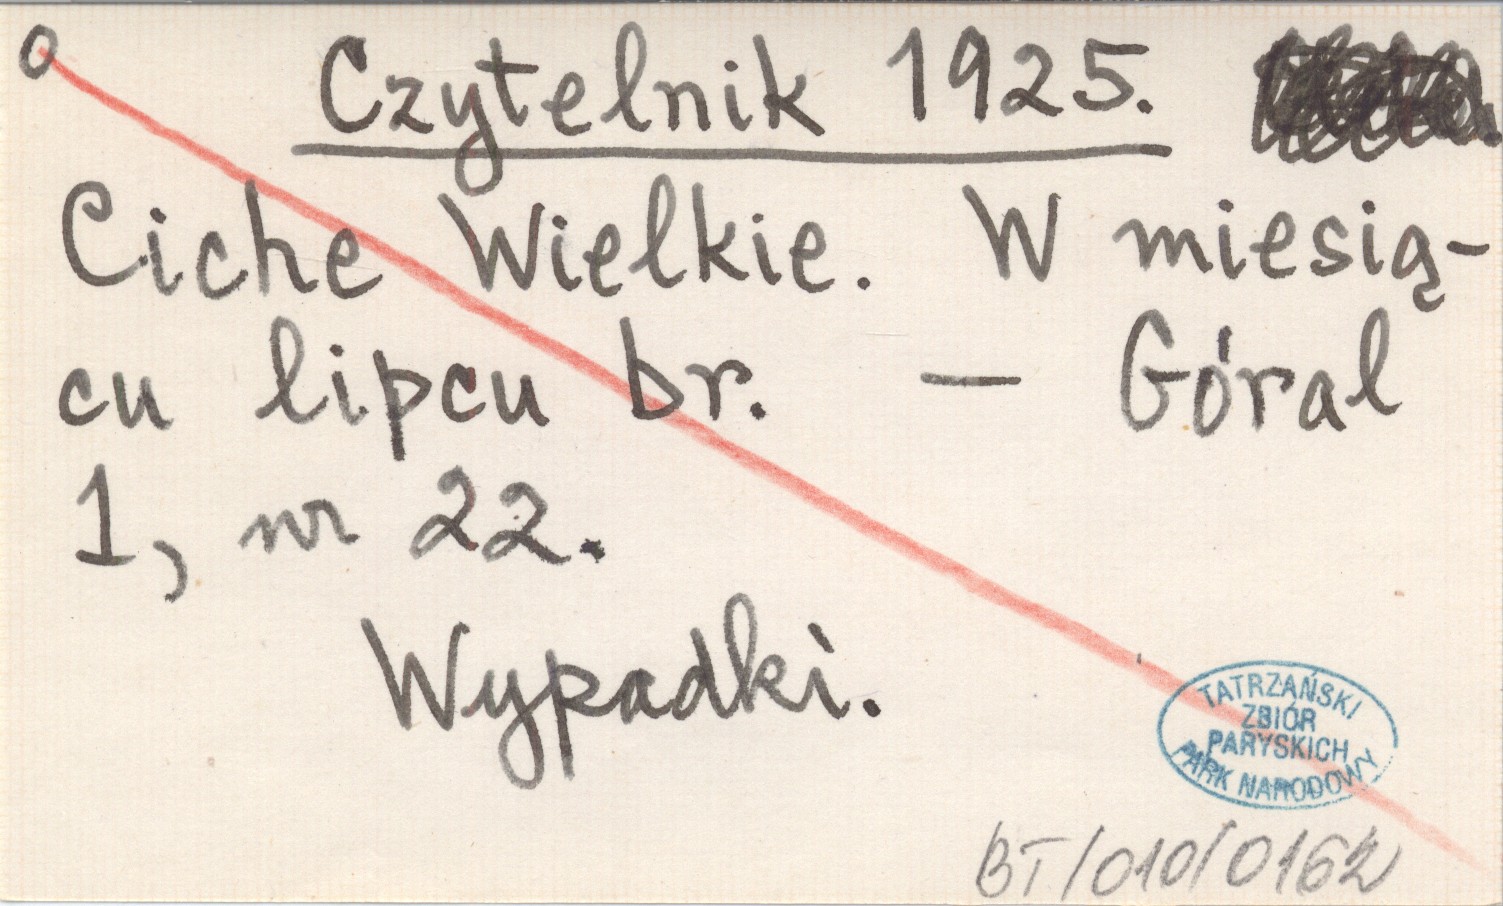 o
Czytelnik 1925.
Ciche Wielkie. W miesią-
cu lipcu br. — Góral
1, nr 22.
Wypadki.
TATRZAŃSKI
ZBIÓR
PARYSKICH
PARK NARODOWY
BT/010/0162